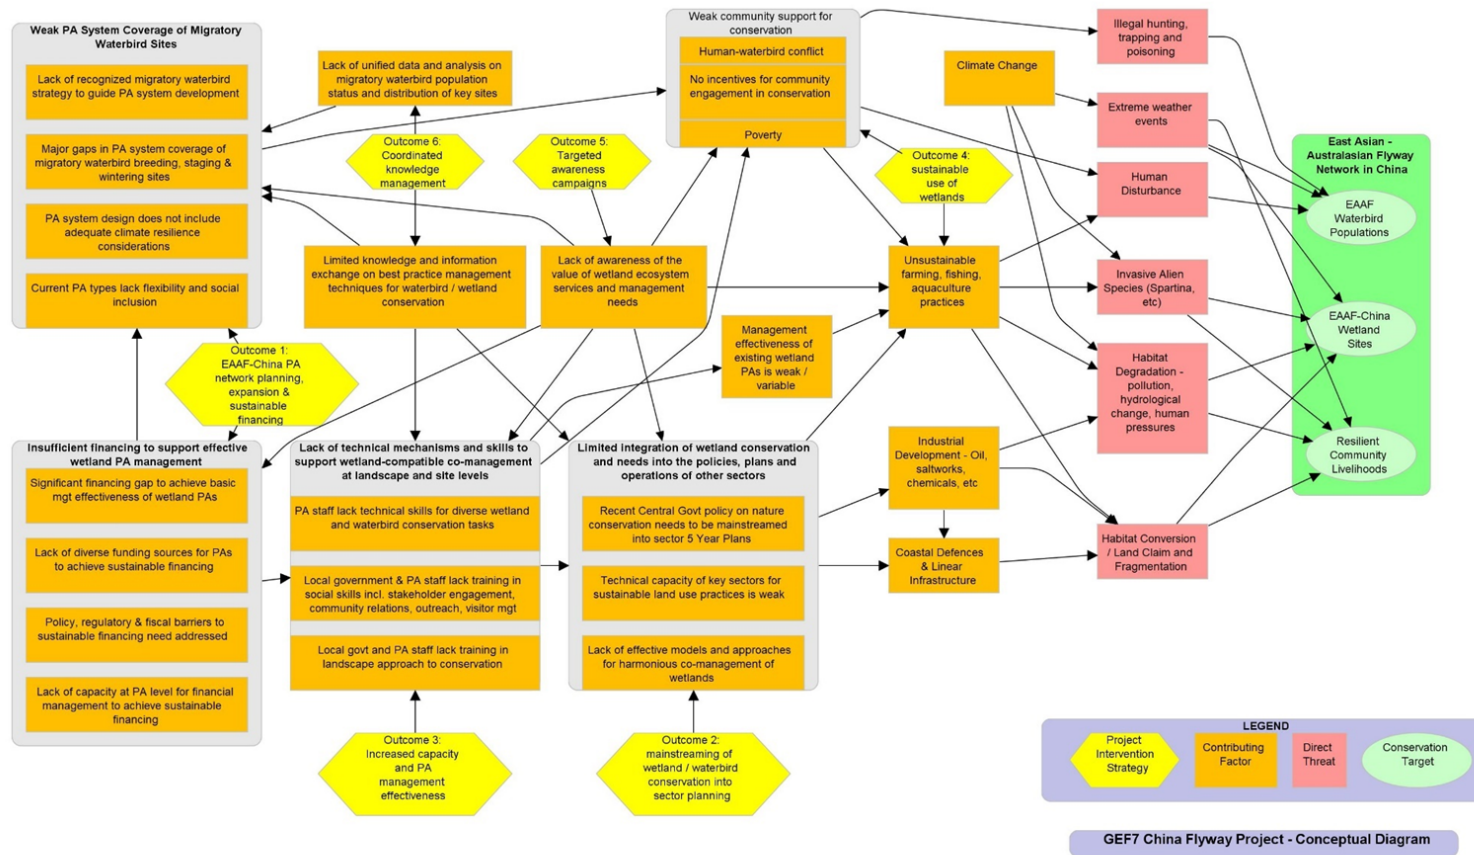 Weak PA System Coverage of MIgratory
Waterbird Sites
Lack of recognized migratory waterbird
strategy to guide PA system development
Major gaps in PA system coverage of
migratory waterbird breeding, staging &
wintering sites
PA system design does not include
adequate climate resilience
considerations
Current PA types lack flexibility and social
inclusion
Lack of unified data and analysis on
migratory waterbird population
status and distribution of key sites
Outcome 6:
Coordinated
knowledge
management
Outcome 5:
Targeted
awareness
campaigns
Weak community support for
conservation
Human-waterbird conflict
No incentives for community
engagement in conservation
Poverty
Outcome 4:
sustainable
use of
wetlands
Climate Change
Illegal hunting,
trapping and
poisoning
Extreme weather
events
Human
Disturbance
Invasive Alien
Species (Spartina,
etc)
Habitat
Degradation -
pollution,
hydrological
change, human
pressures
Habitat Conversion
/ Land Claim and
Fragmentation
East Asian -
Australasian Flyway
Network in China
EAAF
Waterbird
Populations
EAAF-China
Wetland
Sites
Resilient
Community
Livelihoods
Limited knowledge and information
exchange on best practice management
techniques for waterbird / wetland
conservation
Lack of awareness of the
value of wetland ecosystem
services and management
needs
Unsustainable
farming, fishing,
aquaculture
practices
Management
effectiveness of
existing wetland
PAs is weak /
variable
Industrial
Development - Oil,
saltworks,
chemicals, etc
Coastal Defences
& Linear
Infrastructure
Outcome 1:
EAAF-China PA
network planning,
expansion &
sustainable
financing
Insufficient financing to support effective
wetland PA management
Significant financing gap to achieve basic
mgt effectiveness of wetland PAs
Lack of diverse funding sources for PAs
to achieve sustainable financing
Policy, regulatory & fiscal barriers to
sustainable financing need addressed
Lack of capacity at PA level for financial
management to achieve sustainable
financing
Lack of technical mechanisms and skills to
support wetland-compatible co-management
at landscape and site levels
PA staff lack technical skills for diverse wetland
and waterbird conservation tasks
Local government & PA staff lack training in
social skills incl. stakeholder engagement,
community relations, outreach, visitor mgt
Local govt and PA staff lack training in
landscape approach to conservation
Limited integration of wetland conservation
and needs into the policies, plans and
operations of other sectors
Recent Central Govt policy on nature
conservation needs to be mainstreamed
into sector 5 Year Plans
Technical capacity of key sectors for
sustainable land use practices is weak
Lack of effective models and approaches
for harmonious co-management of
wetlands
Outcome 3:
Increased capacity
and PA
management
effectiveness
Outcome 2:
mainstreaming of
wetland / waterbird
conservation into
sector planning
LEGEND
Project
Intervention
Strategy
Contributing
Factor
Direct
Threat
Conservation
Target
GEF7 China Flyway Project - Conceptual Diagram